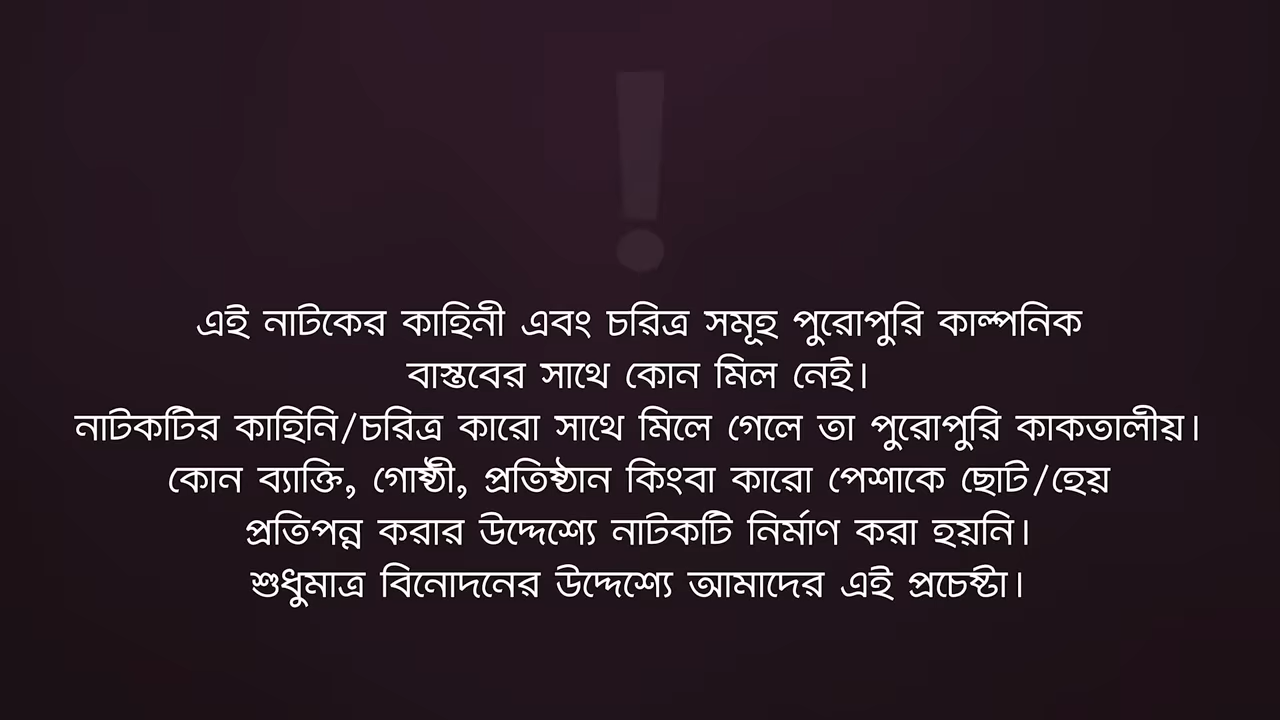 এই নাটকের কাহিনী এবং চরিত্র সমূহ পুরোপুরি কাল্পনিক
বাস্তবের সাথে কোন মিল নেই।
নাটকটির কাহিনি/চরিত্র কারো সাথে মিলে গেলে তা পুরোপুরি কাকতালীয়।
কোন ব্যাক্তি, গোষ্ঠী, প্রতিষ্ঠান কিংবা কারো পেশাকে ছোট/হেয়
প্রতিপন্ন করার উদ্দেশ্যে নাটকটি নির্মাণ করা হয়নি।
শুধুমাত্র বিনোদনের উদ্দেশ্যে আমাদের এই প্রচেষ্টা।